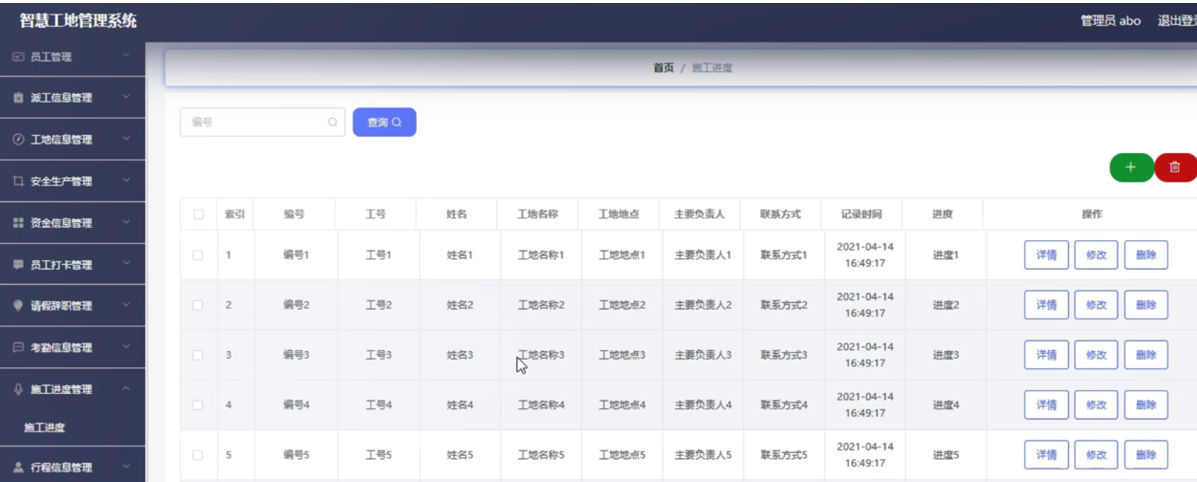 智慧工地管理系统 管理员 abo 退出登录
员工管理
首页 / 施工进度
派工信息管理
编号 查询
工地信息管理
安全生产管理
索引 编号 工号 姓名 工地名称 工地地点 主要负责人 联系方式 记录时间 进度 操作
资金信息管理
1 编号1 工号1 姓名1 工地名称1 工地地点1 主要负责人1 联系方式1 2021-04-14 16:49:17 进度1 详情 修改 删除
员工打卡管理
2 编号2 工号2 姓名2 工地名称2 工地地点2 主要负责人2 联系方式2 2021-04-14 16:49:17 进度2 详情 修改 删除
请假辞职管理
考勤信息管理
3 编号3 工号3 姓名3 工地名称3 工地地点3 主要负责人3 联系方式3 2021-04-14 16:49:17 进度3 详情 修改 删除
施工进度管理
4 编号4 工号4 姓名4 工地名称4 工地地点4 主要负责人4 联系方式4 2021-04-14 16:49:17 进度4 详情 修改 删除
施工进度
5 编号5 工号5 姓名5 工地名称5 工地地点5 主要负责人5 联系方式5 2021-04-14 16:49:17 进度5 详情 修改 删除
行程信息管理